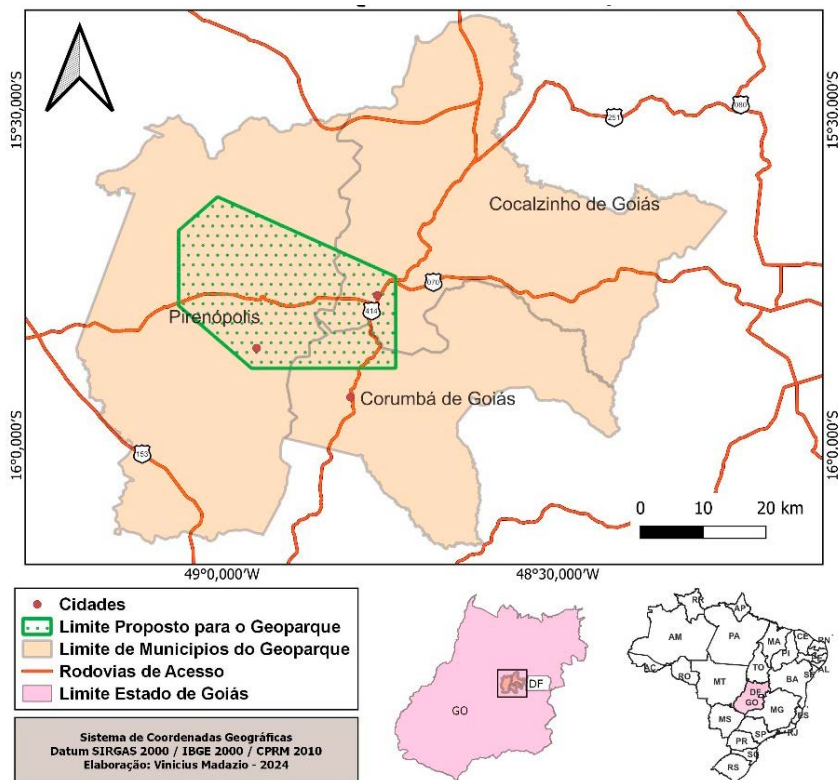 15°30,000'S
15°30,000'S
251
080
Cocalzinho de Goiás
070
414
Pirenópolis
Corumbá de Goiás
153
16°0,000'S
16°0,000'S
0 10 20 km
49°0,000'W
48°30,000'W
Cidades
Limite Proposto para o Geoparque
Limite de Municipios do Geoparque
Rodovias de Acesso
Limite Estado de Goiás
Sistema de Coordenadas Geográficas
Datum SIRGAS 2000 / IBGE 2000 / CPRM 2010
Elaboração: Vinicius Madazio - 2024
GO
DF
RR
AP
AM
PA
MA
CE
RN
PI
AL
AC
RO
TO
SE
MT
BA
DF
GO
MG
ES
MS
SP
RJ
PR
SC
RS